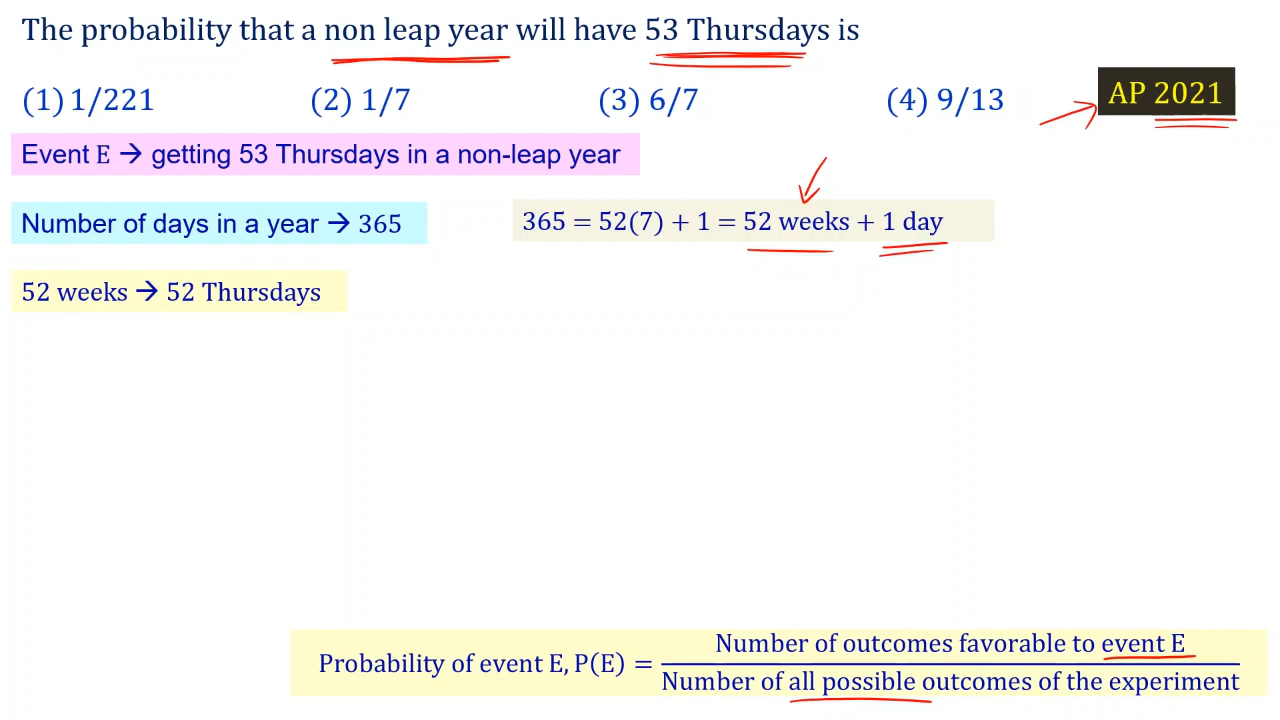 The probability that a non leap year will have 53 Thursdays is
(1) 1/221 (2) 1/7 (3) 6/7 (4) 9/13
AP 2021
Event E → getting 53 Thursdays in a non-leap year
Number of days in a year → 365
365 = 52(7) + 1 = 52 weeks + 1 day
52 weeks → 52 Thursdays
Number of outcomes favorable to event E
Probability of event E, P(E) =
Number of all possible outcomes of the experiment